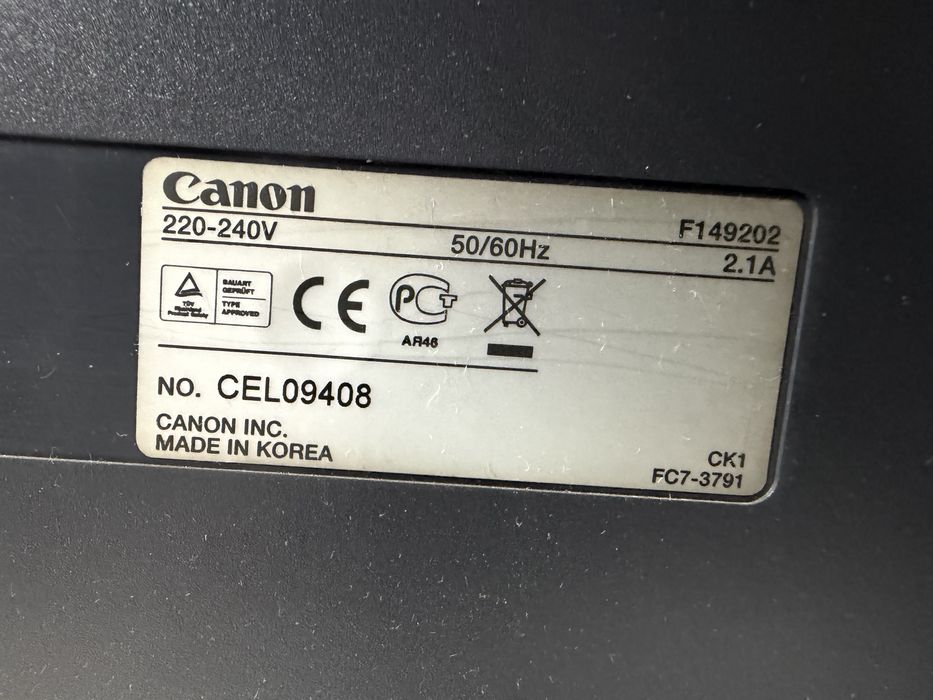 Canon
220-240V 50/60Hz F149202
2.1A
TÜV
Rheinland
Product Safety
BAUART
GEPRÜFT
TYPE
APPROVED
CE
PCT
AR46
NO. CEL09408
CANON INC.
MADE IN KOREA
CK1
FC7-3791